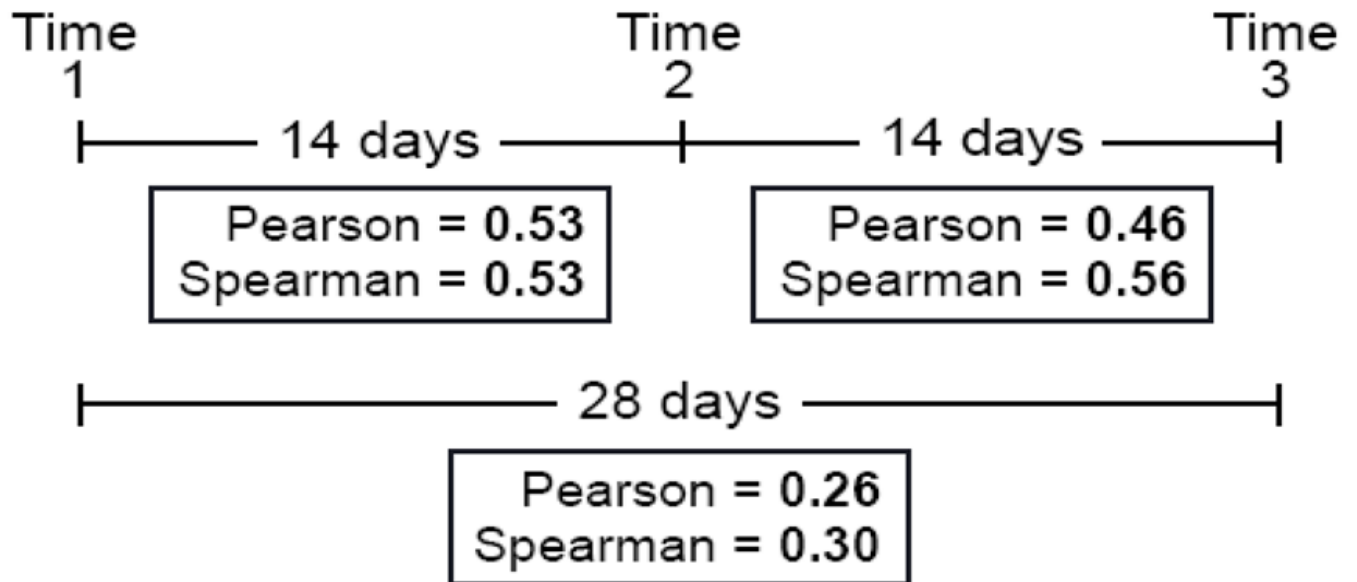 Time Time Time
1 2 3
14 days 14 days
Pearson = 0.53 Pearson = 0.46
Spearman = 0.53 Spearman = 0.56
28 days
Pearson = 0.26
Spearman = 0.30